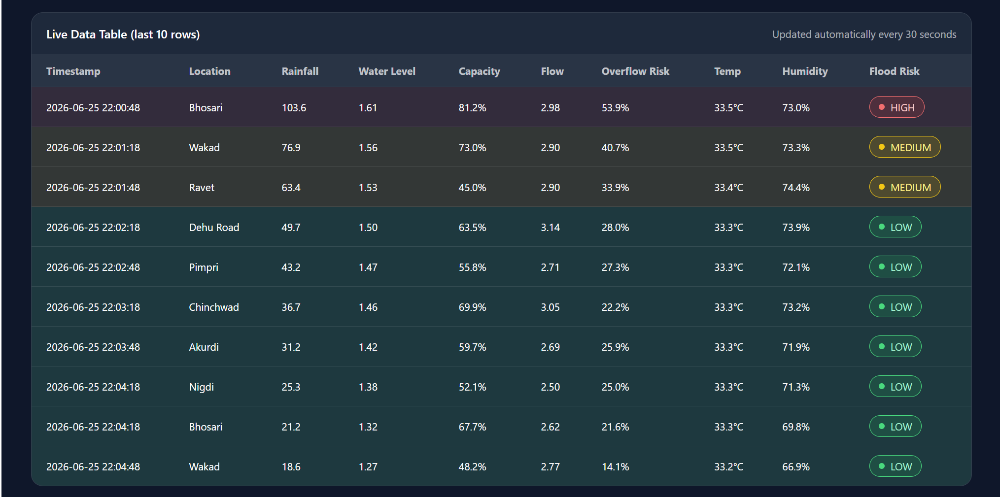 Live Data Table (last 10 rows) Updated automatically every 30 seconds
Timestamp Location Rainfall Water Level Capacity Flow Overflow Risk Temp Humidity Flood Risk
2026-06-25 22:00:48 Bhosari 103.6 1.61 81.2% 2.98 53.9% 33.5°C 73.0% HIGH
2026-06-25 22:01:18 Wakad 76.9 1.56 73.0% 2.90 40.7% 33.5°C 73.3% MEDIUM
2026-06-25 22:01:48 Ravet 63.4 1.53 45.0% 2.90 33.9% 33.4°C 74.4% MEDIUM
2026-06-25 22:02:18 Dehu Road 49.7 1.50 63.5% 3.14 28.0% 33.3°C 73.9% LOW
2026-06-25 22:02:48 Pimpri 43.2 1.47 55.8% 2.71 27.3% 33.3°C 72.1% LOW
2026-06-25 22:03:18 Chinchwad 36.7 1.46 69.9% 3.05 22.2% 33.3°C 73.2% LOW
2026-06-25 22:03:48 Akurdi 31.2 1.42 59.7% 2.69 25.9% 33.3°C 71.9% LOW
2026-06-25 22:04:18 Nigdi 25.3 1.38 52.1% 2.50 25.0% 33.3°C 71.3% LOW
2026-06-25 22:04:18 Bhosari 21.2 1.32 67.7% 2.62 21.6% 33.3°C 69.8% LOW
2026-06-25 22:04:48 Wakad 18.6 1.27 48.2% 2.77 14.1% 33.2°C 66.9% LOW